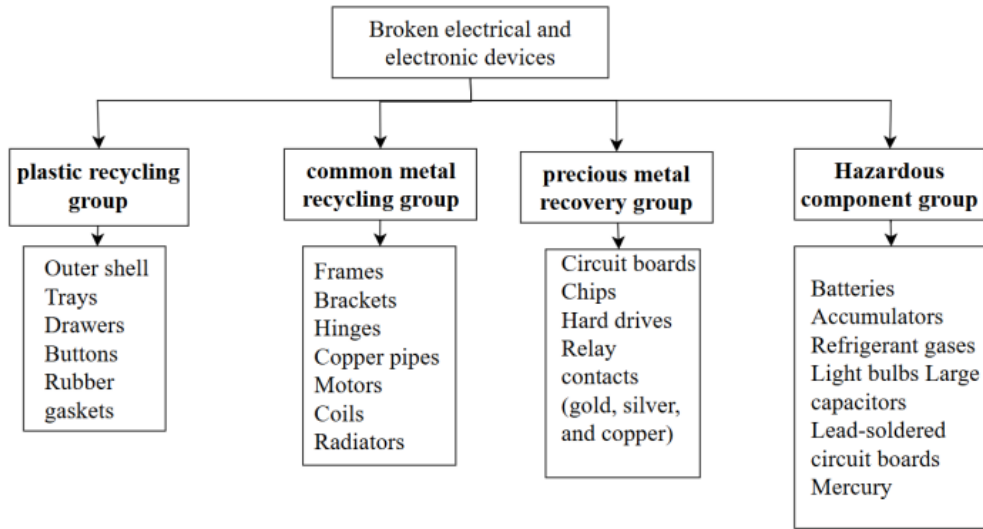 Broken electrical and
electronic devices
plastic recycling
group
common metal
recycling group
precious metal
recovery group
Hazardous
component group
Outer shell
Trays
Drawers
Buttons
Rubber
gaskets
Frames
Brackets
Hinges
Copper pipes
Motors
Coils
Radiators
Circuit boards
Chips
Hard drives
Relay
contacts
(gold, silver,
and copper)
Batteries
Accumulators
Refrigerant gases
Light bulbs Large
capacitors
Lead-soldered
circuit boards
Mercury